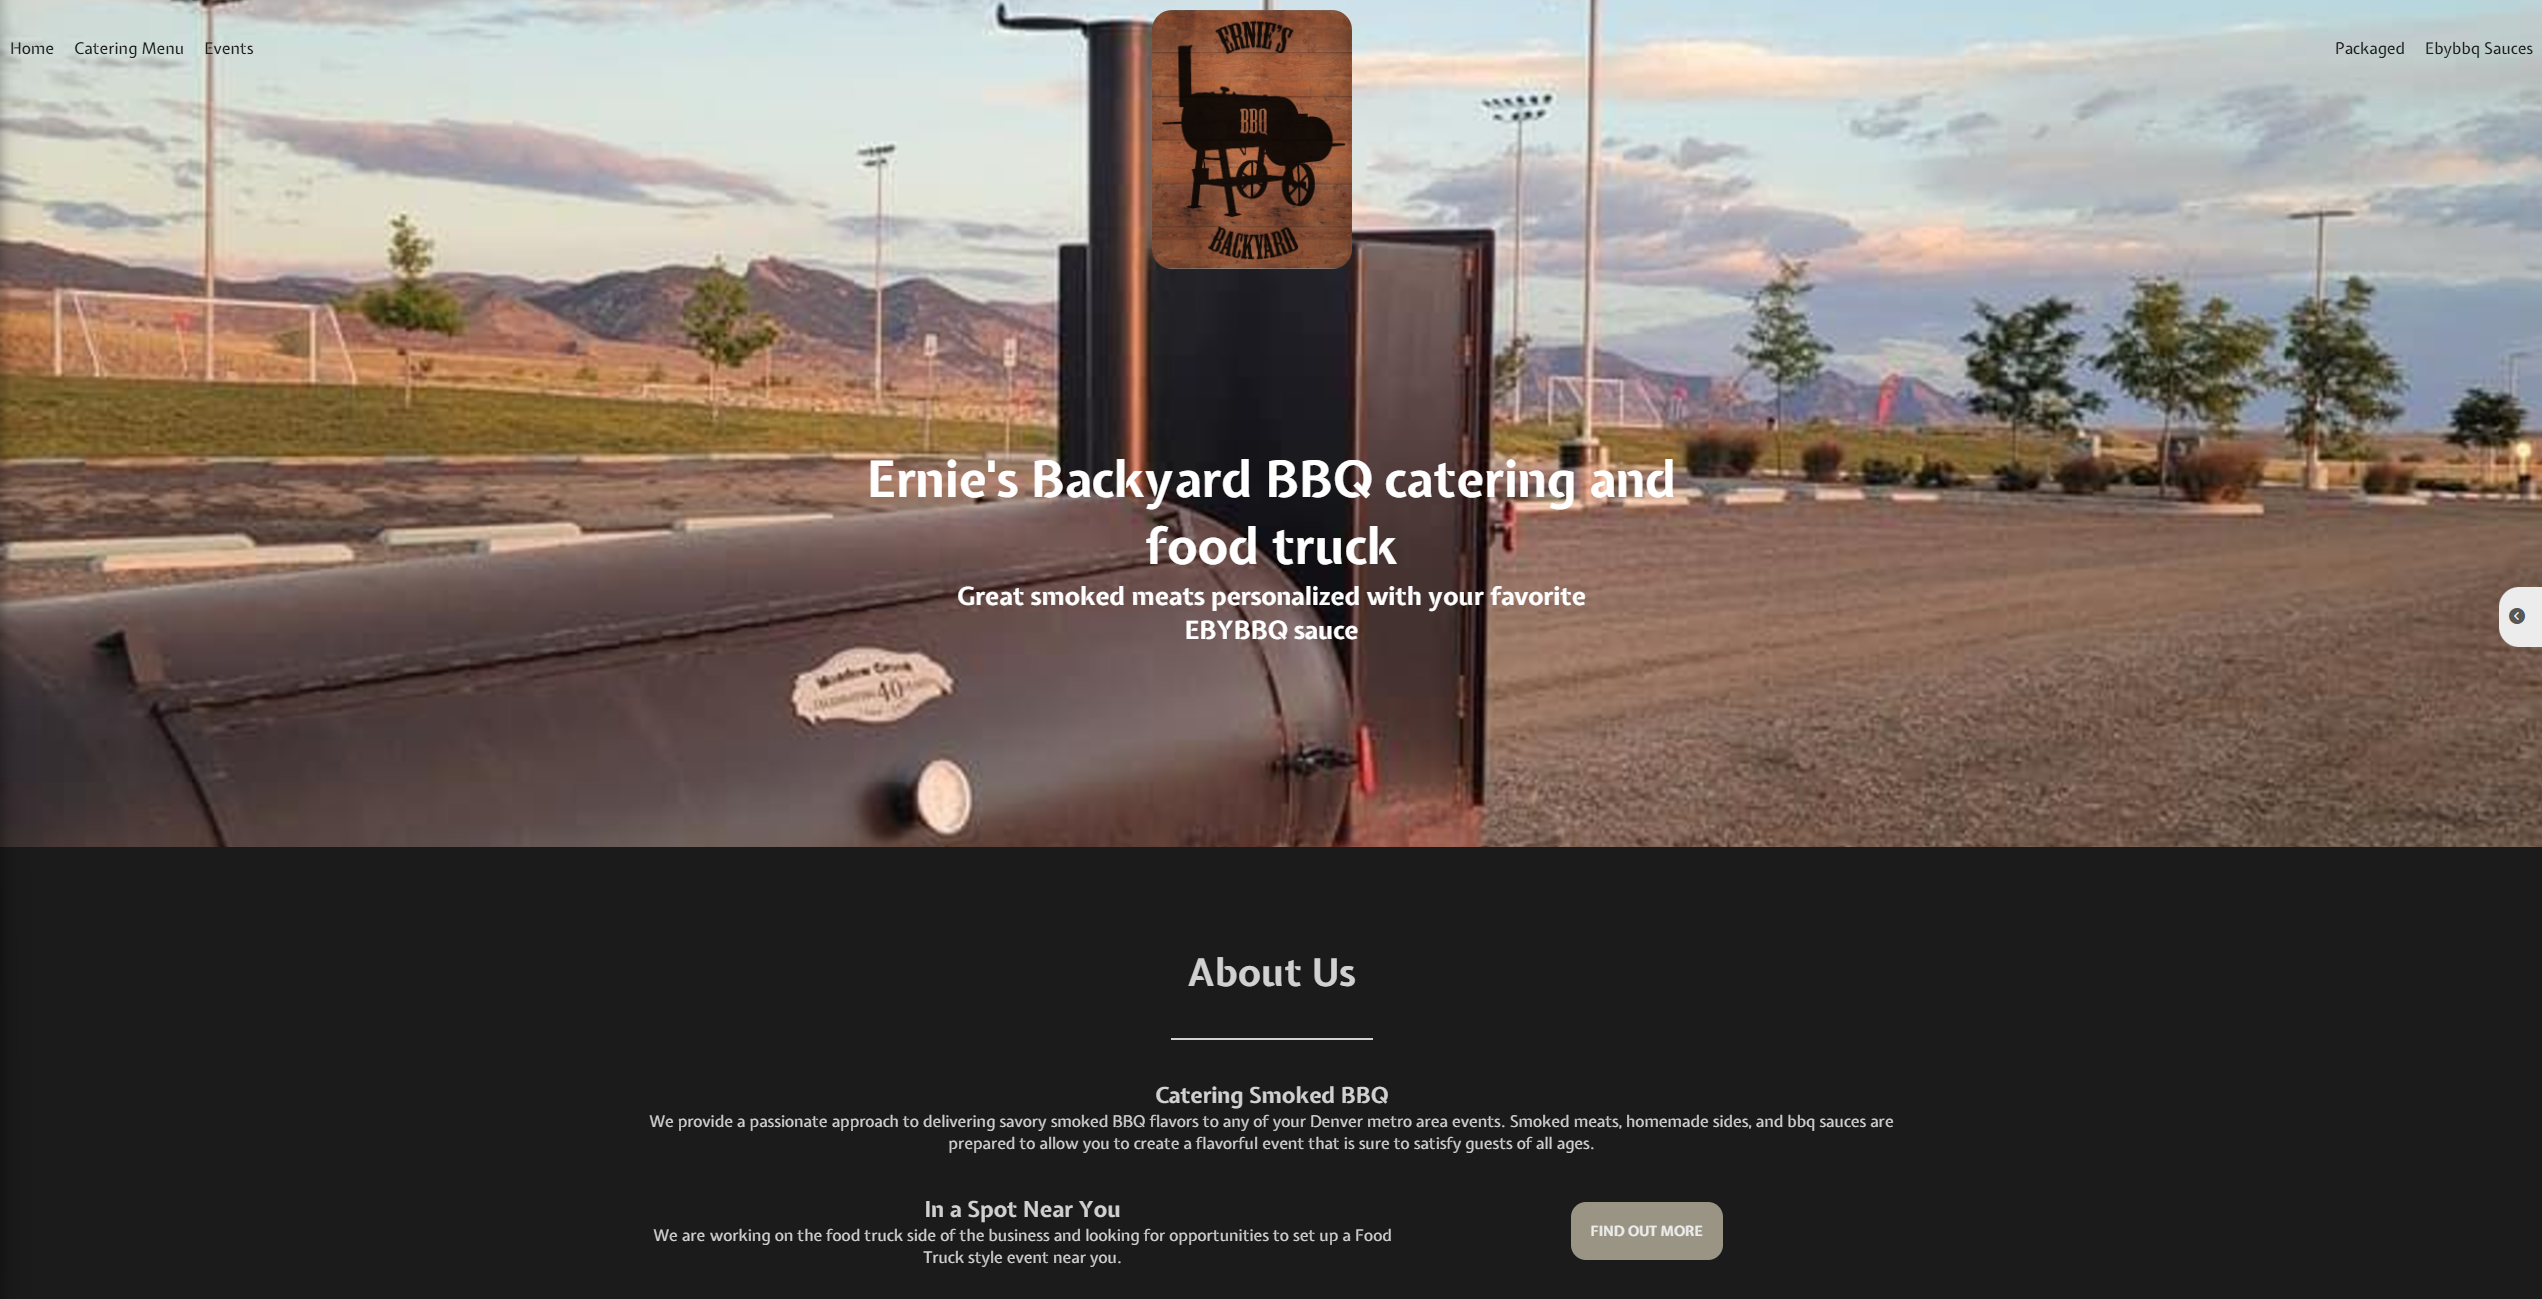 Home Catering Menu Events
ERNIE'S
BBQ
BACKYARD
Packaged Ebybbq Sauces
Ernie's Backyard BBQ catering and
food truck
Great smoked meats personalized with your favorite
EBYBBQ sauce
Meadow Creek
40
About Us
Catering Smoked BBQ
We provide a passionate approach to delivering savory smoked BBQ flavors to any of your Denver metro area events. Smoked meats, homemade sides, and bbq sauces are
prepared to allow you to create a flavorful event that is sure to satisfy guests of all ages.
In a Spot Near You
We are working on the food truck side of the business and looking for opportunities to set up a Food
Truck style event near you.
FIND OUT MORE